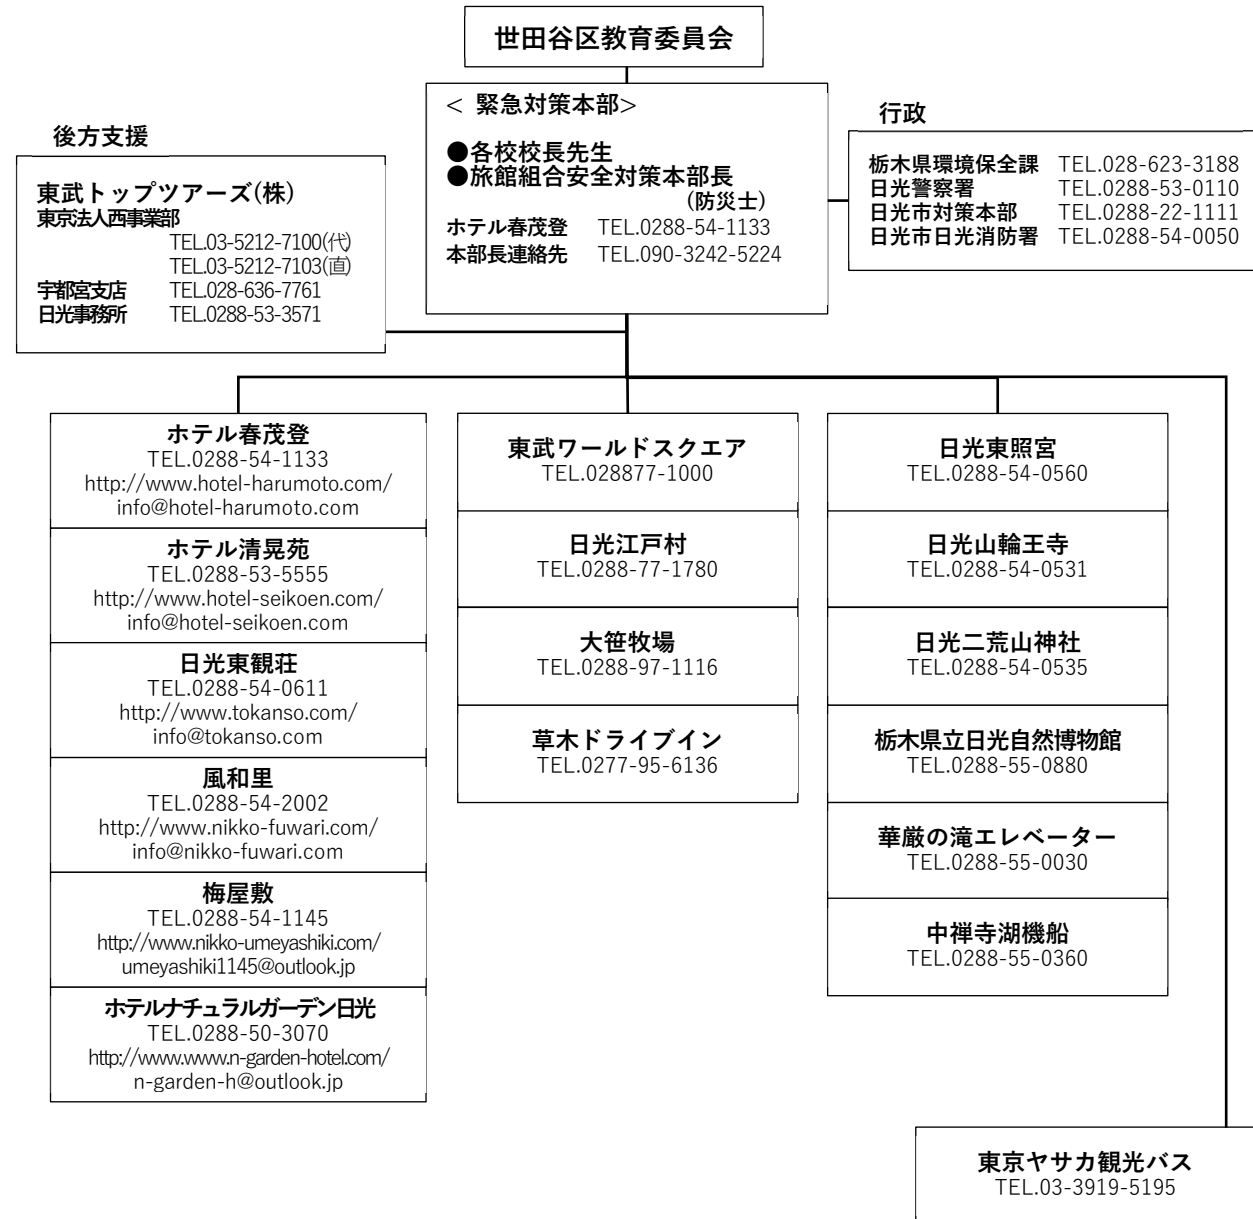 世田谷区教育委員会
< 緊急対策本部>
●各校校長先生
●旅館組合安全対策本部長
(防災士)
ホテル春茂登 TEL.0288-54-1133
本部長連絡先 TEL.090-3242-5224
後方支援
東武トップツアーズ(株)
東京法人西事業部
TEL.03-5212-7100(代)
TEL.03-5212-7103(直)
宇都宮支店 TEL.028-636-7761
日光事務所 TEL.0288-53-3571
行政
栃木県環境保全課 TEL.028-623-3188
日光警察署 TEL.0288-53-0110
日光市対策本部 TEL.0288-22-1111
日光市日光消防署 TEL.0288-54-0050
ホテル春茂登
TEL.0288-54-1133
http://www.hotel-harumoto.com/
info@hotel-harumoto.com
ホテル清晃苑
TEL.0288-53-5555
http://www.hotel-seikoen.com/
info@hotel-seikoen.com
日光東観荘
TEL.0288-54-0611
http://www.tokanso.com/
info@tokanso.com
風和里
TEL.0288-54-2002
http://www.nikko-fuwari.com/
info@nikko-fuwari.com
梅屋敷
TEL.0288-54-1145
http://www.nikko-umeyashiki.com/
umeyashiki1145@outlook.jp
ホテルナチュラルガーデン日光
TEL.0288-50-3070
http://www.www.n-garden-hotel.com/
n-garden-h@outlook.jp
東武ワールドスクエア
TEL.028877-1000
日光江戸村
TEL.0288-77-1780
大笹牧場
TEL.0288-97-1116
草木ドライブイン
TEL.0277-95-6136
日光東照宮
TEL.0288-54-0560
日光山輪王寺
TEL.0288-54-0531
日光二荒山神社
TEL.0288-54-0535
栃木県立日光自然博物館
TEL.0288-55-0880
華厳の滝エレベーター
TEL.0288-55-0030
中禅寺湖機船
TEL.0288-55-0360
東京ヤサカ観光バス
TEL.03-3919-5195